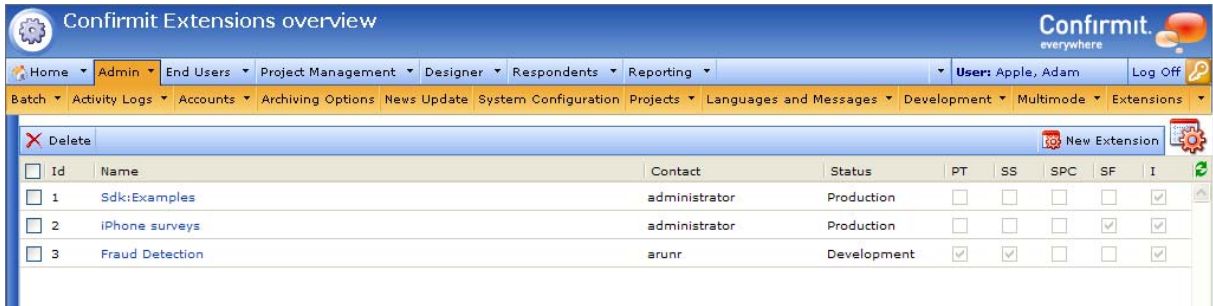 Confirmit Extensions overview
Confirmit.
everywhere
Home Admin End Users Project Management Designer Respondents Reporting User: Apple, Adam Log Off
Batch Activity Logs Accounts Archiving Options News Update System Configuration Projects Languages and Messages Development Multimode Extensions
Delete New Extension
Id Name Contact Status PT SS SPC SF I
1 Sdk:Examples administrator Production
2 iPhone surveys administrator Production
3 Fraud Detection arunr Development